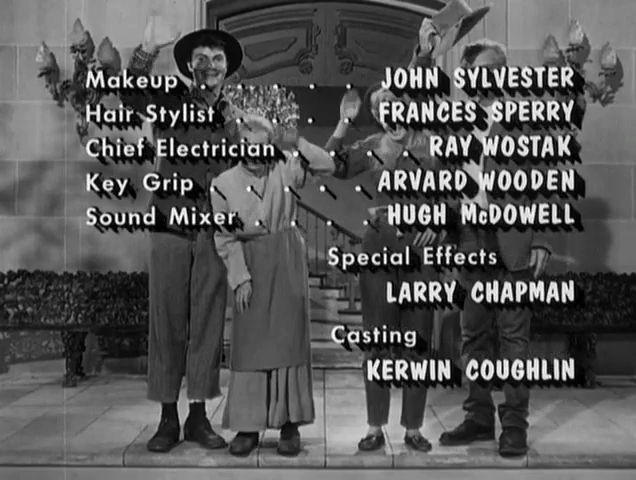 Makeup . . . . . JOHN SYLVESTER
Hair Stylist . . . . FRANCES SPERRY
Chief Electrician . . . . RAY WOSTAK
Key Grip . . . . . ARVARD WOODEN
Sound Mixer . . . . HUGH McDOWELL
Special Effects
LARRY CHAPMAN
Casting
KERWIN COUGHLIN